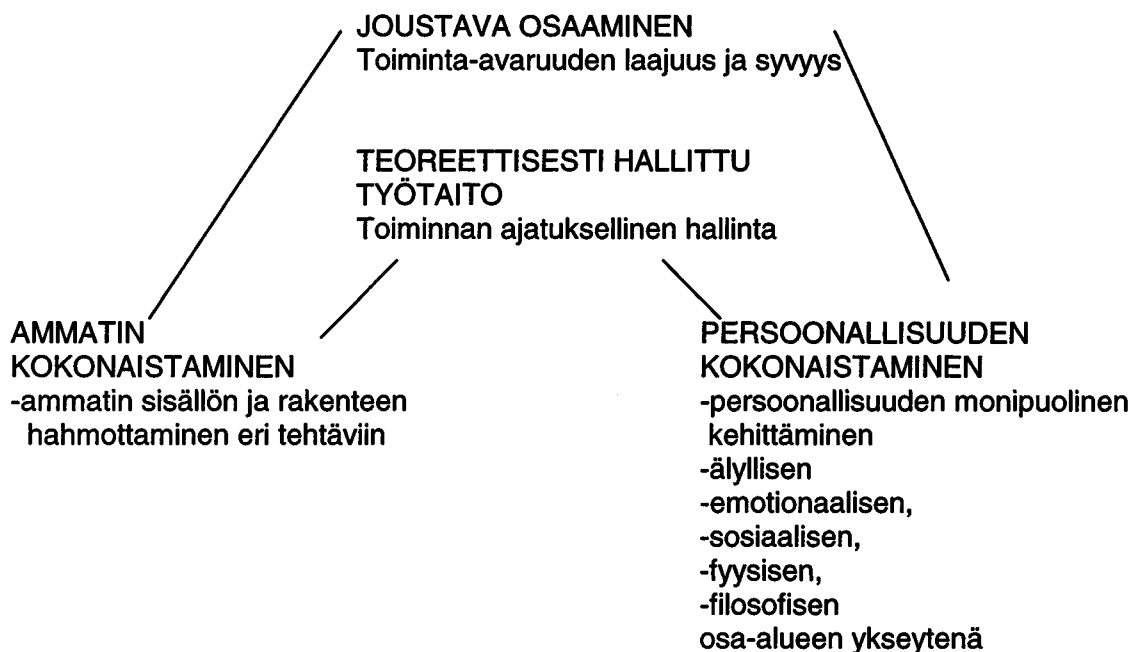 JOUSTAVA OSAAMINEN
Toiminta-avaruuden laajuus ja syvyys
TEOREETTISESTI HALLITTU
TYÖTAITO
Toiminnan ajatuksellinen hallinta
AMMATIN
KOKONAISTAMINEN
-ammatin sisällön ja rakenteen
hahmottaminen eri tehtäviin
PERSOONALLISUUDEN
KOKONAISTAMINEN
-persoonallisuuden monipuolinen
kehittäminen
-älyllisen
-emotionaalisen,
-sosiaalisen,
-fyysisen,
-filosofisen
osa-alueen ykseytenä